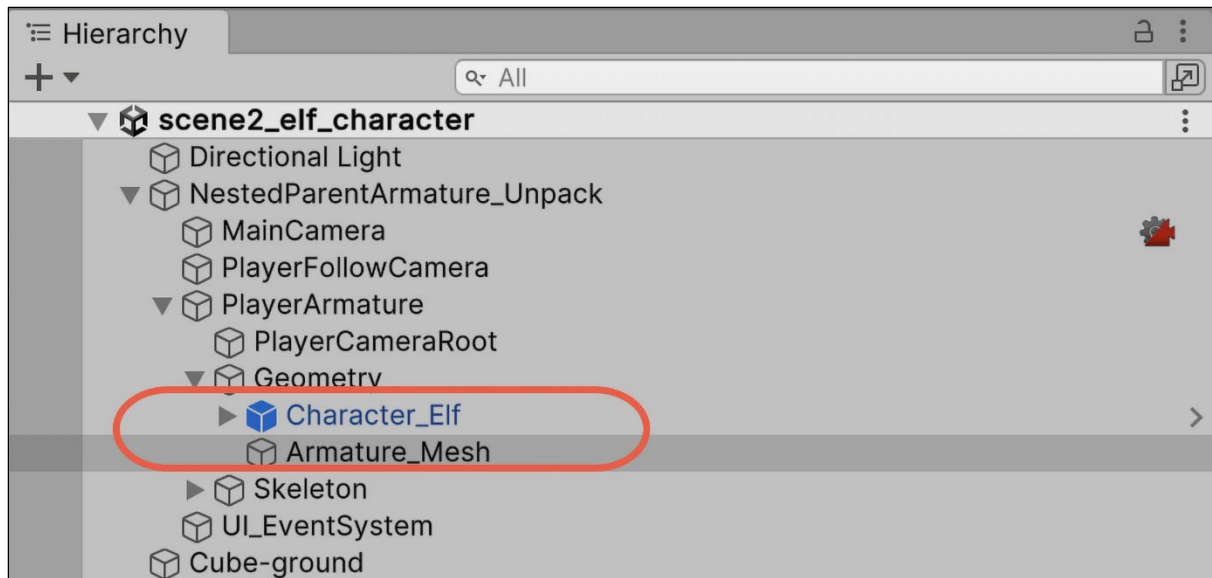 Hierarchy
All
scene2_elf_character
Directional Light
NestedParentArmature_Unpack
MainCamera
PlayerFollowCamera
PlayerArmature
PlayerCameraRoot
Geometry
Character_Elf
Armature_Mesh
Skeleton
UI_EventSystem
Cube-ground